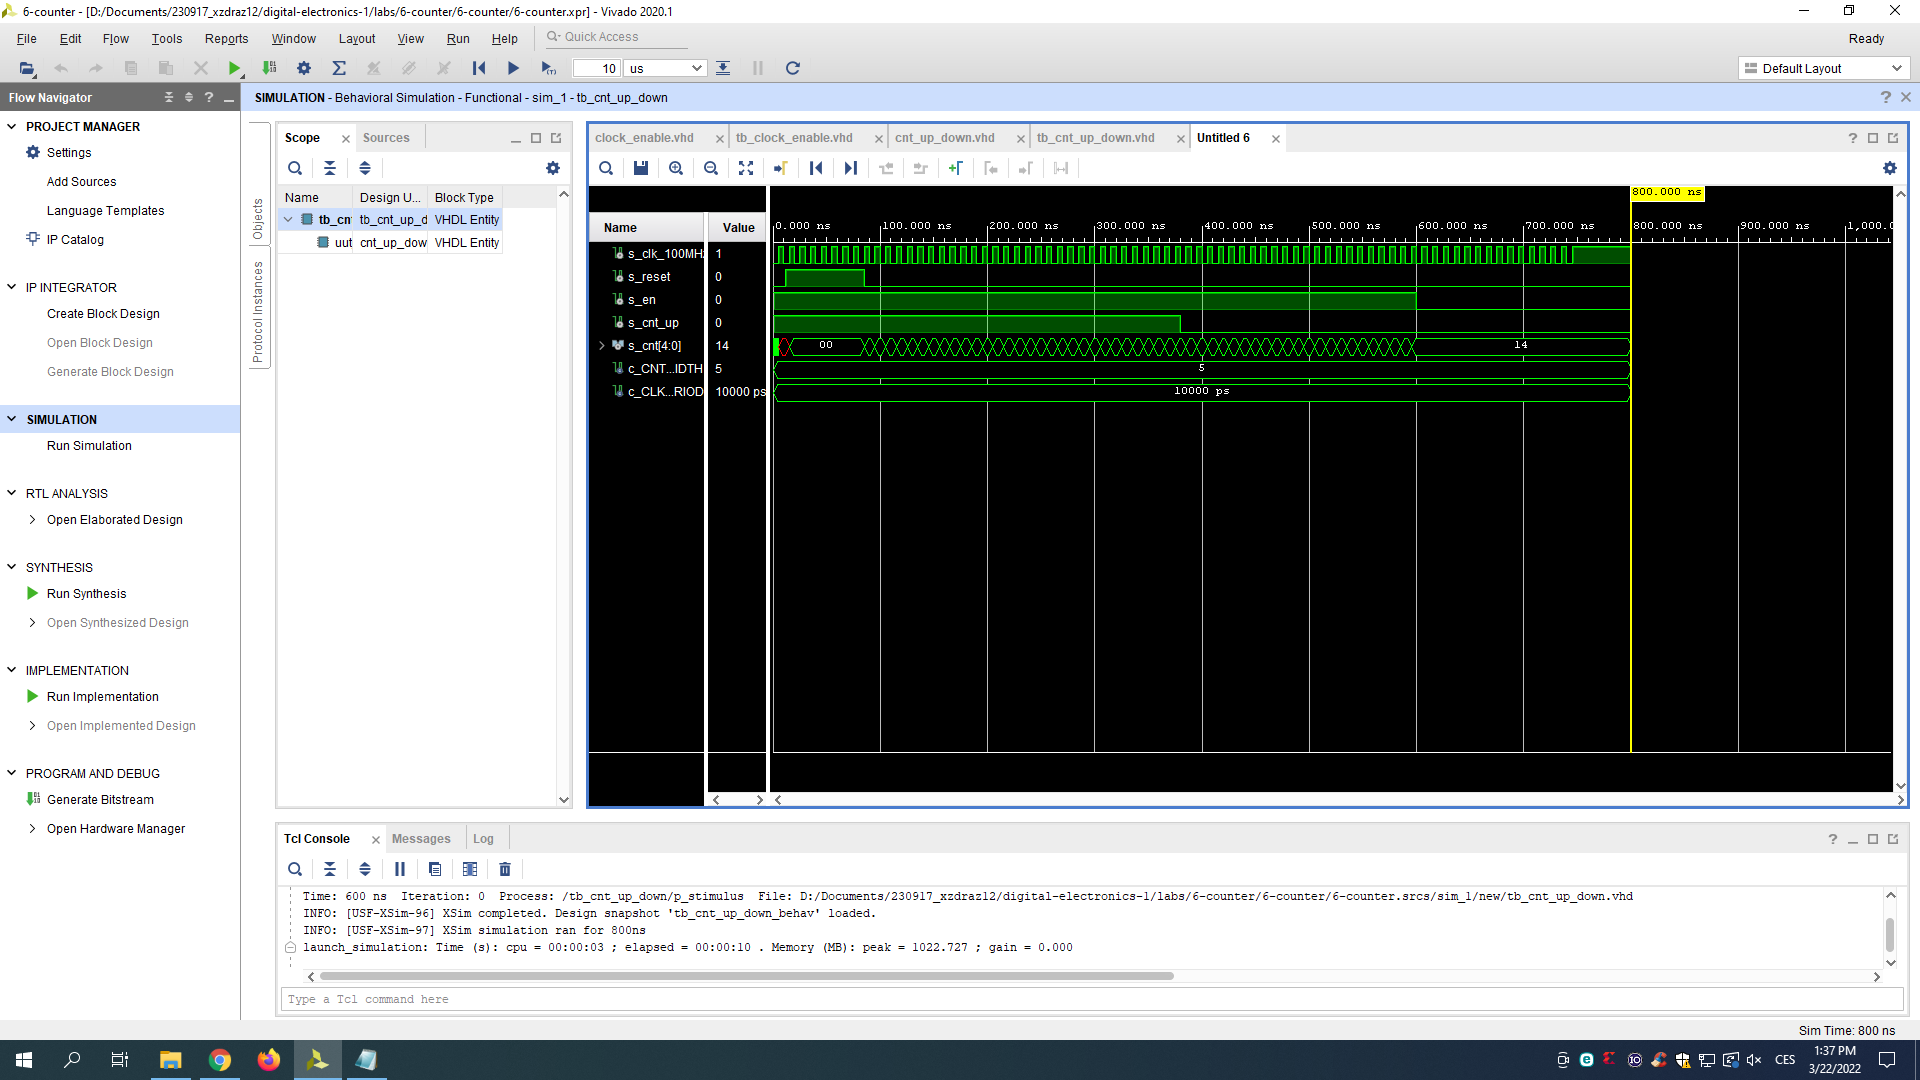 6-counter - [D:/Documents/230917_xzdraz12/digital-electronics-1/labs/6-counter/6-counter/6-counter.xpr] - Vivado 2020.1
File Edit Flow Tools Reports Window Layout View Run Help Quick Access Ready
10 us Default Layout
Flow Navigator ? SIMULATION - Behavioral Simulation - Functional - sim_1 - tb_cnt_up_down ?
PROJECT MANAGER
Settings
Add Sources
Language Templates
IP Catalog
IP INTEGRATOR
Create Block Design
Open Block Design
Generate Block Design
SIMULATION
Run Simulation
RTL ANALYSIS
Open Elaborated Design
SYNTHESIS
Run Synthesis
Open Synthesized Design
IMPLEMENTATION
Run Implementation
Open Implemented Design
PROGRAM AND DEBUG
Generate Bitstream
Open Hardware Manager
Objects
Protocol Instances
Scope Sources
Name Design U... Block Type
tb_cnt tb_cnt_up_d VHDL Entity
uut cnt_up_dow VHDL Entity
clock_enable.vhd tb_clock_enable.vhd cnt_up_down.vhd tb_cnt_up_down.vhd Untitled 6 ?
800.000 ns
Name Value 0.000 ns 100.000 ns 200.000 ns 300.000 ns 400.000 ns 500.000 ns 600.000 ns 700.000 ns 800.000 ns 900.000 ns 1,000.0
s_clk_100MHz 1
s_reset 0
s_en 0
s_cnt_up 0
s_cnt[4:0] 14 00 14
c_CNT...IDTH 5 5
c_CLK...RIOD 10000 ps 10000 ps
Tcl Console Messages Log ?
Time: 600 ns Iteration: 0 Process: /tb_cnt_up_down/p_stimulus File: D:/Documents/230917_xzdraz12/digital-electronics-1/labs/6-counter/6-counter/6-counter.srcs/sim_1/new/tb_cnt_up_down.vhd
INFO: [USF-XSim-96] XSim completed. Design snapshot 'tb_cnt_up_down_behav' loaded.
INFO: [USF-XSim-97] XSim simulation ran for 800ns
launch_simulation: Time (s): cpu = 00:00:03 ; elapsed = 00:00:10 . Memory (MB): peak = 1022.727 ; gain = 0.000
Type a Tcl command here
Sim Time: 800 ns
CES
1:37 PM
3/22/2022